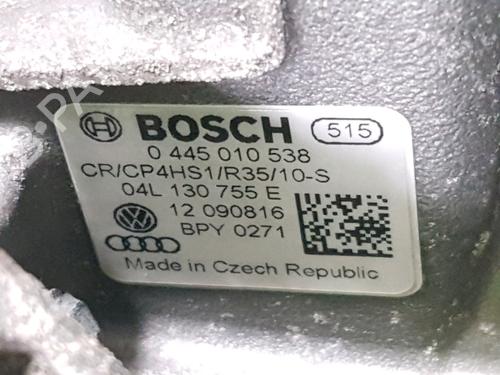 BOSCH 515
0 445 010 538
CR/CP4HS1/R35/10-S
04L 130 755 E
12 090816
BPY 0271
Made in Czech Republic